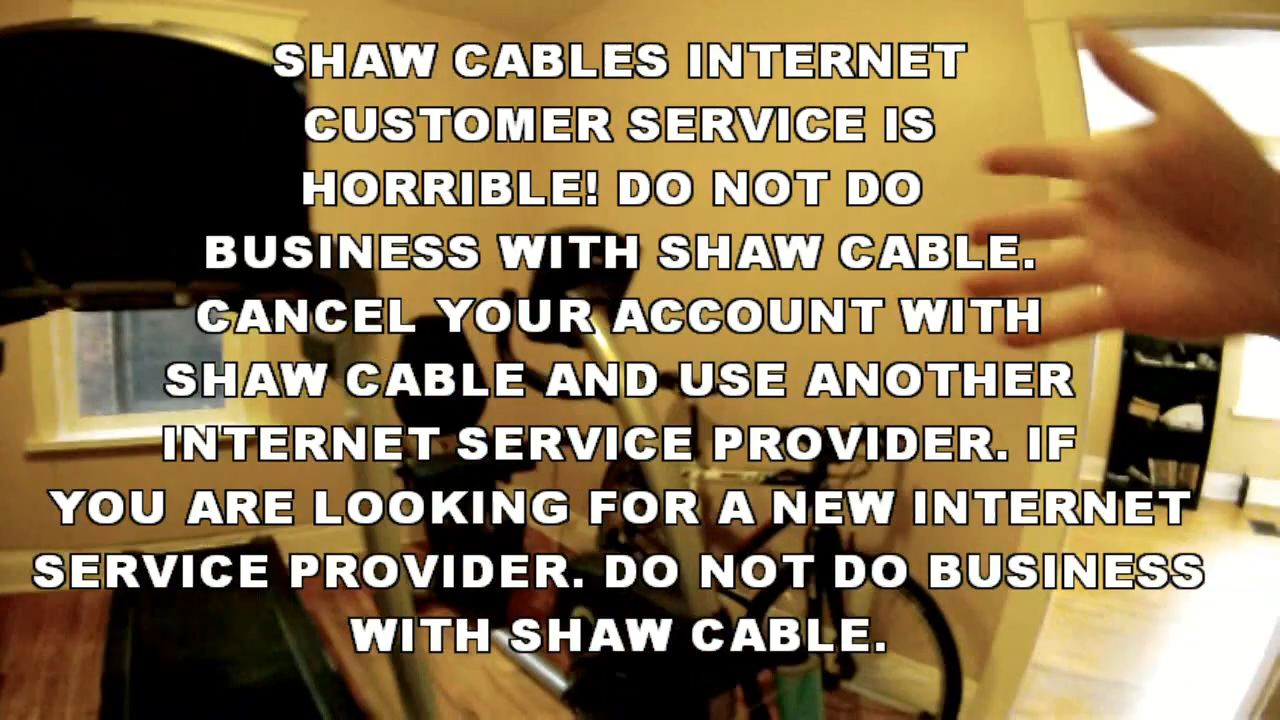 SHAW CABLES INTERNET
CUSTOMER SERVICE IS
HORRIBLE! DO NOT DO
BUSINESS WITH SHAW CABLE.
CANCEL YOUR ACCOUNT WITH
SHAW CABLE AND USE ANOTHER
INTERNET SERVICE PROVIDER. IF
YOU ARE LOOKING FOR A NEW INTERNET
SERVICE PROVIDER. DO NOT DO BUSINESS
WITH SHAW CABLE.